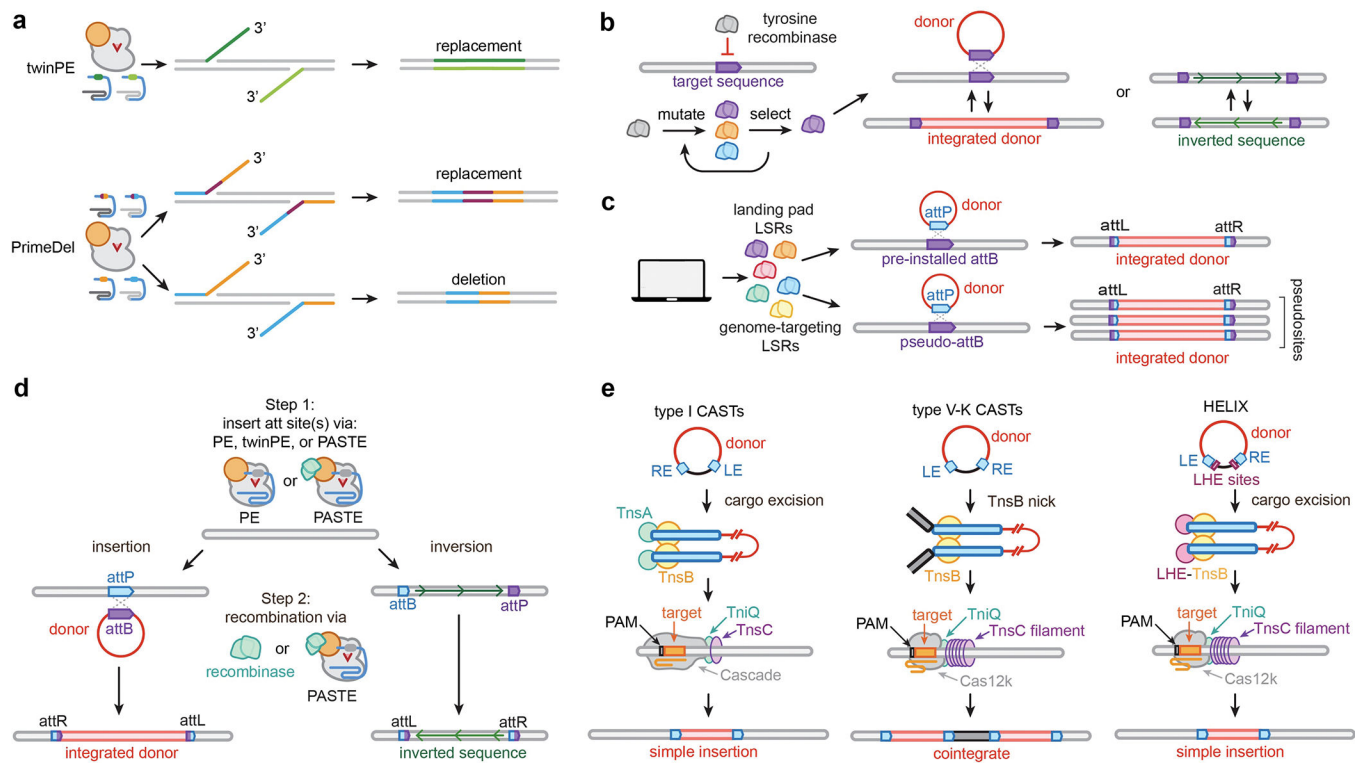 a
twinPE
3'
3'
replacement
PrimeDel
3'
3'
replacement
3'
3'
deletion
b
tyrosine
recombinase
target sequence
mutate
select
donor
integrated donor
or
inverted sequence
c
landing pad
LSRs
genome-targeting
LSRs
attP
donor
pre-installed attB
attL
attR
integrated donor
attP
donor
pseudo-attB
attL
attR
integrated donor
pseudosites
d
Step 1:
insert att site(s) via:
PE, twinPE, or PASTE
or
PE
PASTE
insertion
inversion
attP
donor
attB
attB
attP
Step 2:
recombination via
or
recombinase
PASTE
attR
attL
integrated donor
attL
attR
inverted sequence
e
type I CASTs
donor
RE
LE
cargo excision
TnsA
TnsB
PAM
target
TniQ
TnsC
Cascade
simple insertion
type V-K CASTs
donor
LE
RE
TnsB nick
TnsB
PAM
target
TniQ
TnsC filament
Cas12k
cointegrate
HELIX
donor
LE
RE
LHE sites
cargo excision
LHE-TnsB
PAM
target
TniQ
TnsC filament
Cas12k
simple insertion